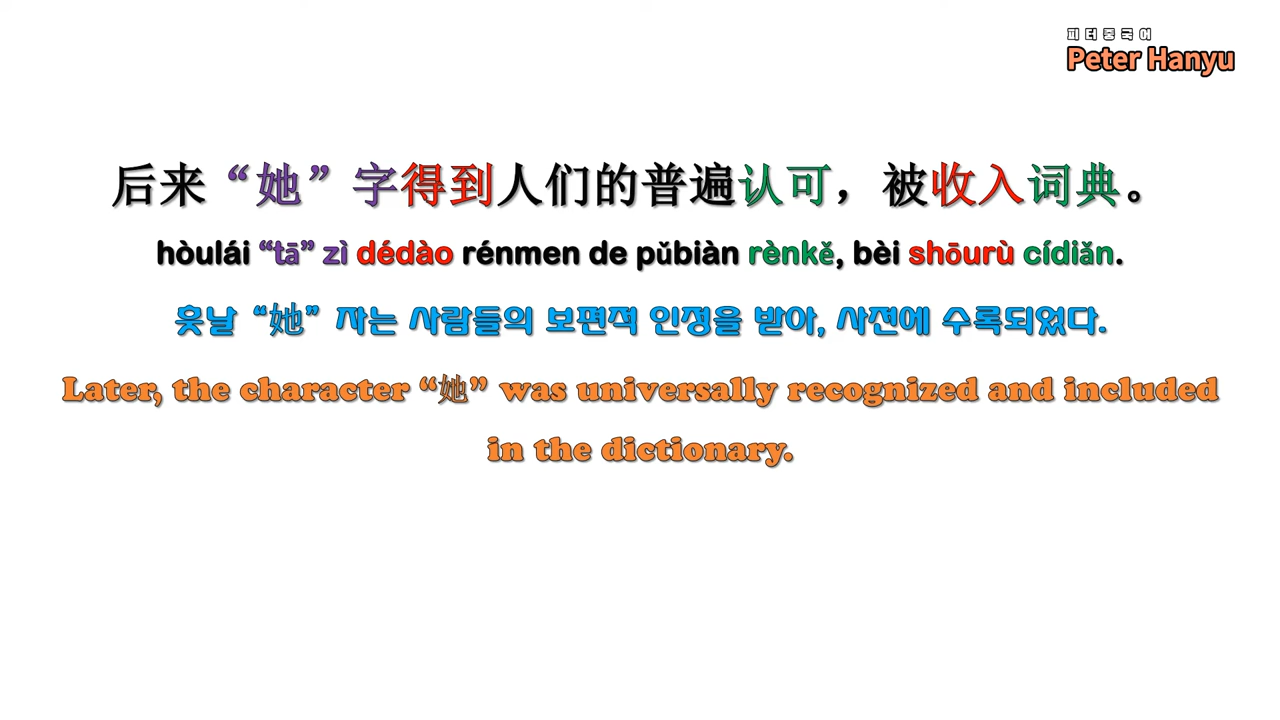 피터중국어
Peter Hanyu
后来“她”字得到人们的普遍认可，被收入词典。
hòulái “tā” zì dédào rénmen de pǔbiàn rènkě, bèi shōurù cídiǎn.
훗날 “她” 자는 사람들의 보편적 인정을 받아, 사전에 수록되었다.
Later, the character “她” was universally recognized and included
in the dictionary.